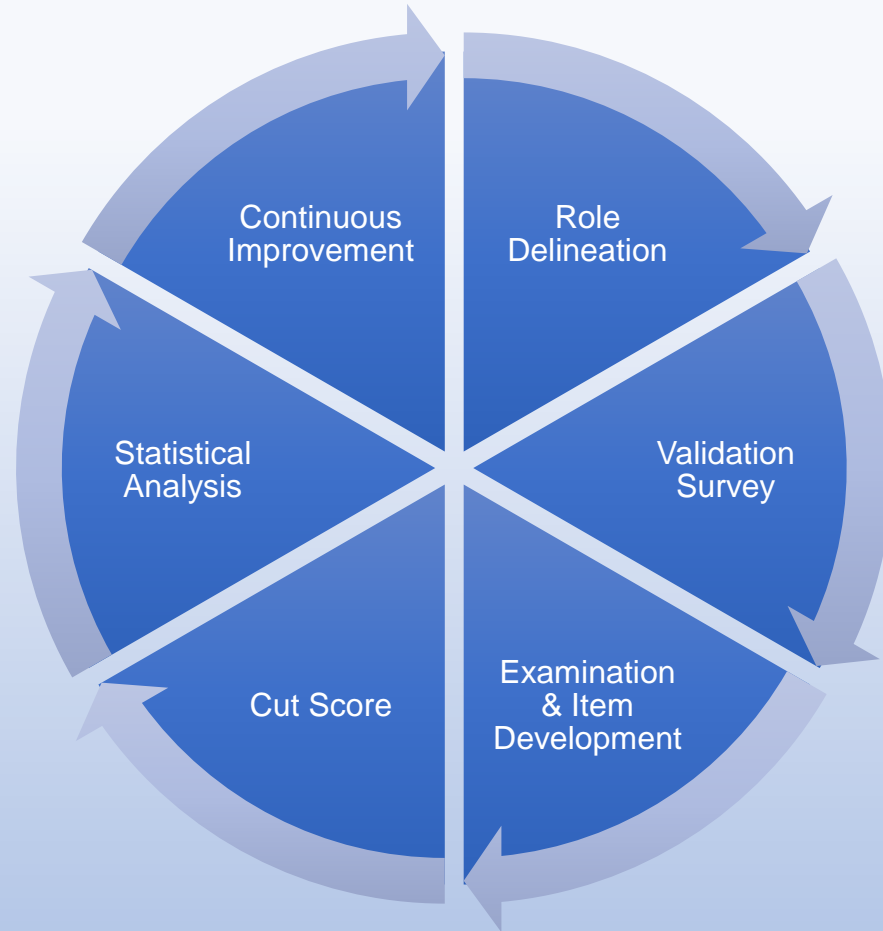 Continuous
Improvement
Role
Delineation
Validation
Survey
Examination
& Item
Development
Cut Score
Statistical
Analysis